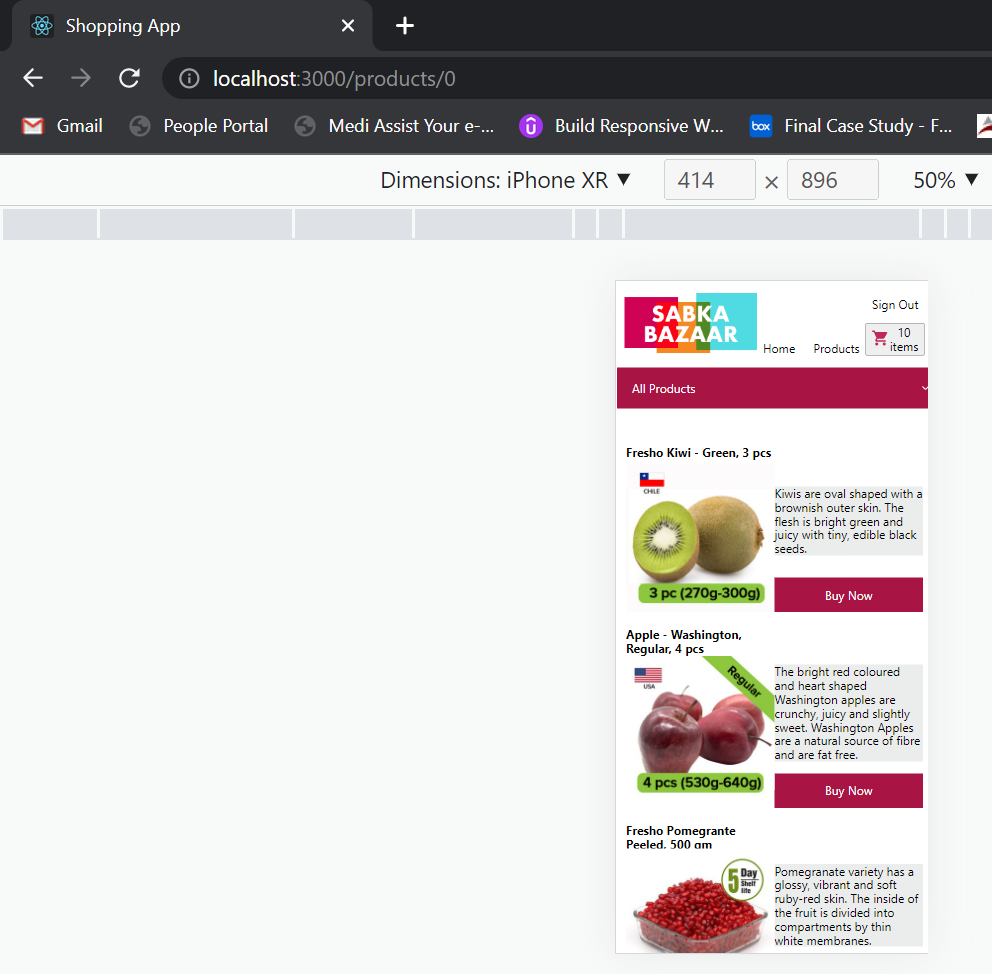 Shopping App
localhost:3000/products/0
Gmail
People Portal
Medi Assist Your e-...
Build Responsive W...
box
Final Case Study - F...
Dimensions: iPhone XR
414 × 896
50%
SABKA
BAZAAR
Sign Out
Home
Products
10
items
All Products
Fresho Kiwi - Green, 3 pcs
CHILE
3 pc (270g-300g)
Kiwis are oval shaped with a
brownish outer skin. The
flesh is bright green and
juicy with tiny, edible black
seeds.
Buy Now
Apple - Washington,
Regular, 4 pcs
USA
Regular
4 pcs (530g-640g)
The bright red coloured
and heart shaped
Washington apples are
crunchy, juicy and slightly
sweet. Washington Apples
are a natural source of fibre
and are fat free.
Buy Now
Fresho Pomegrante
Peeled, 500 gm
5 Day
Shelf
life
Pomegranate variety has a
glossy, vibrant and soft
ruby-red skin. The inside of
the fruit is divided into
compartments by thin
white membranes.